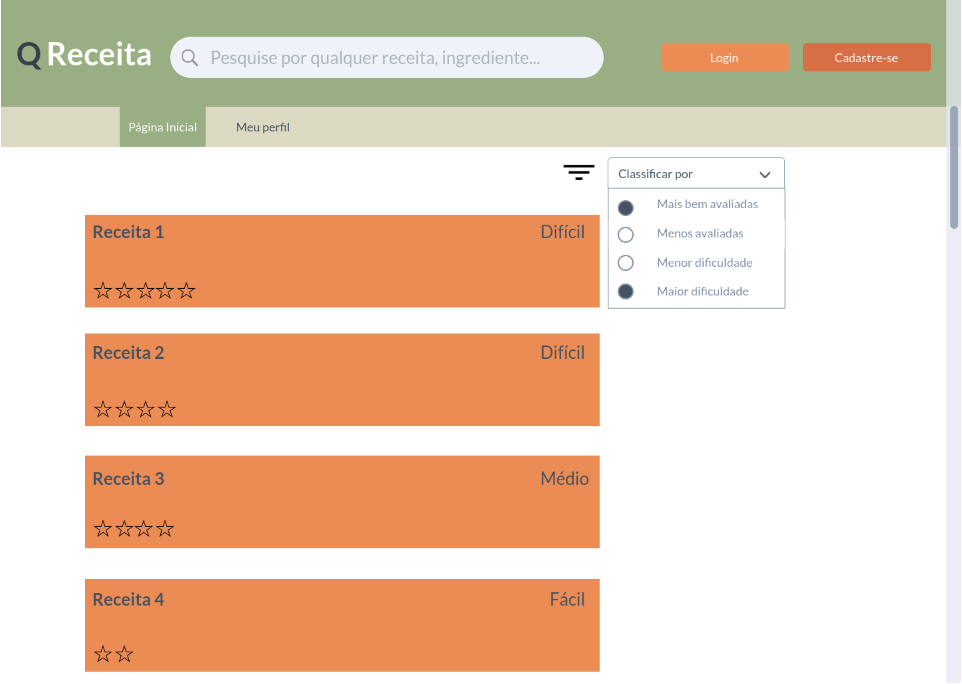 Q Receita
Pesquise por qualquer receita, ingrediente...
Login
Cadastre-se
Página Inicial
Meu perfil
Classificar por
Mais bem avaliadas
Menos avaliadas
Menor dificuldade
Maior dificuldade
Receita 1
Difícil
Receita 2
Difícil
Receita 3
Médio
Receita 4
Fácil